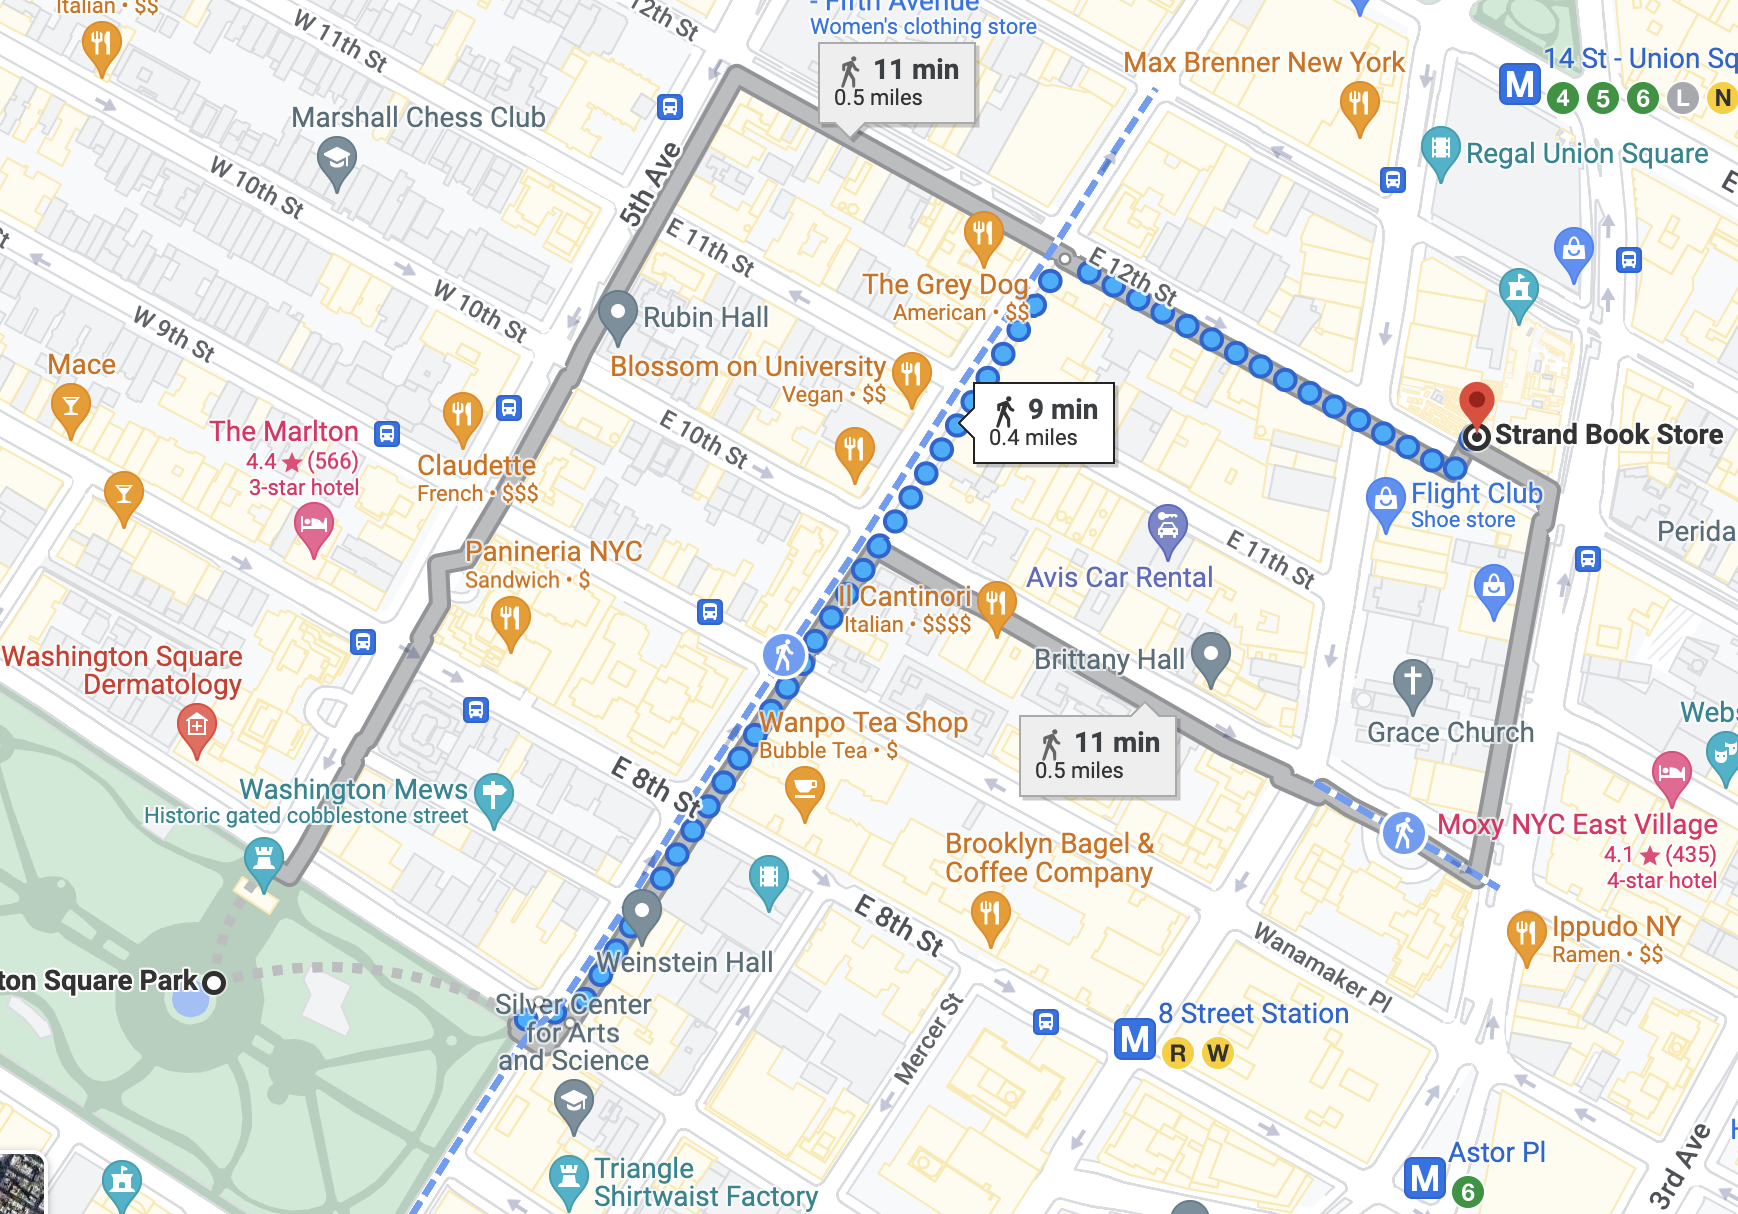 Italian • $$
W 11th St
12th St
- Fifth Avenue
Women's clothing store
11 min
0.5 miles
Max Brenner New York
14 St - Union Sq
4
5
6
L
N
Marshall Chess Club
Regal Union Square
W 10th St
5th Ave
E
E 11th St
E 12th St
The Grey Dog
American • $$
W 10th St
Rubin Hall
W 9th St
Mace
Blossom on University
Vegan • $$
9 min
0.4 miles
The Marlton
4.4 ★ (566)
3-star hotel
Claudette
French • $$$
E 10th St
Strand Book Store
Flight Club
Shoe store
Perida
Panineria NYC
Sandwich • $
E 11th St
Avis Car Rental
Il Cantinori
Italian • $$$$
Washington Square
Dermatology
Brittany Hall
Grace Church
Webs
Wanpo Tea Shop
Bubble Tea • $
11 min
0.5 miles
E 8th St
Washington Mews
Historic gated cobblestone street
Moxy NYC East Village
4.1 ★ (435)
4-star hotel
Brooklyn Bagel &
Coffee Company
E 8th St
Ippudo NY
Ramen • $$
Weinstein Hall
Wanamaker Pl
ton Square Park
Silver Center
for Arts
and Science
Mercer St
8 Street Station
R
W
Astor Pl
6
3rd Ave
Triangle
Shirtwaist Factory